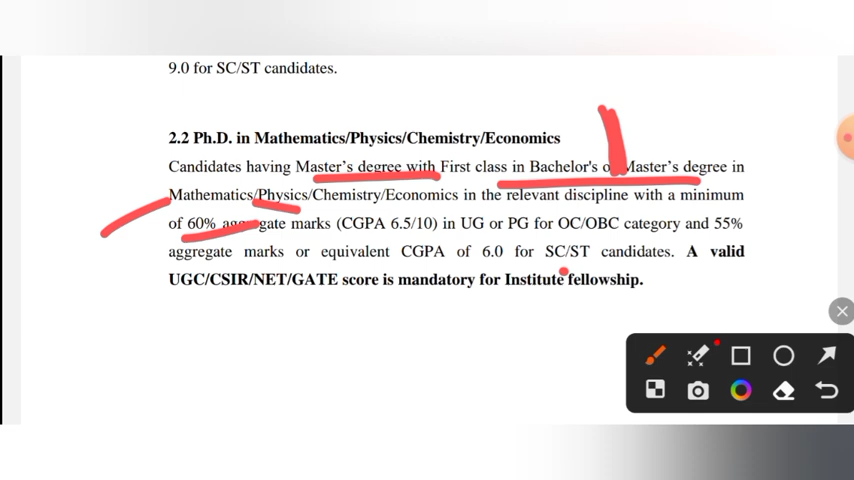 9.0 for SC/ST candidates.
2.2 Ph.D. in Mathematics/Physics/Chemistry/Economics
Candidates having Master's degree with First class in Bachelor's or Master's degree in
Mathematics/Physics/Chemistry/Economics in the relevant discipline with a minimum
of 60% aggregate marks (CGPA 6.5/10) in UG or PG for OC/OBC category and 55%
aggregate marks or equivalent CGPA of 6.0 for SC/ST candidates. A valid
UGC/CSIR/NET/GATE score is mandatory for Institute fellowship.